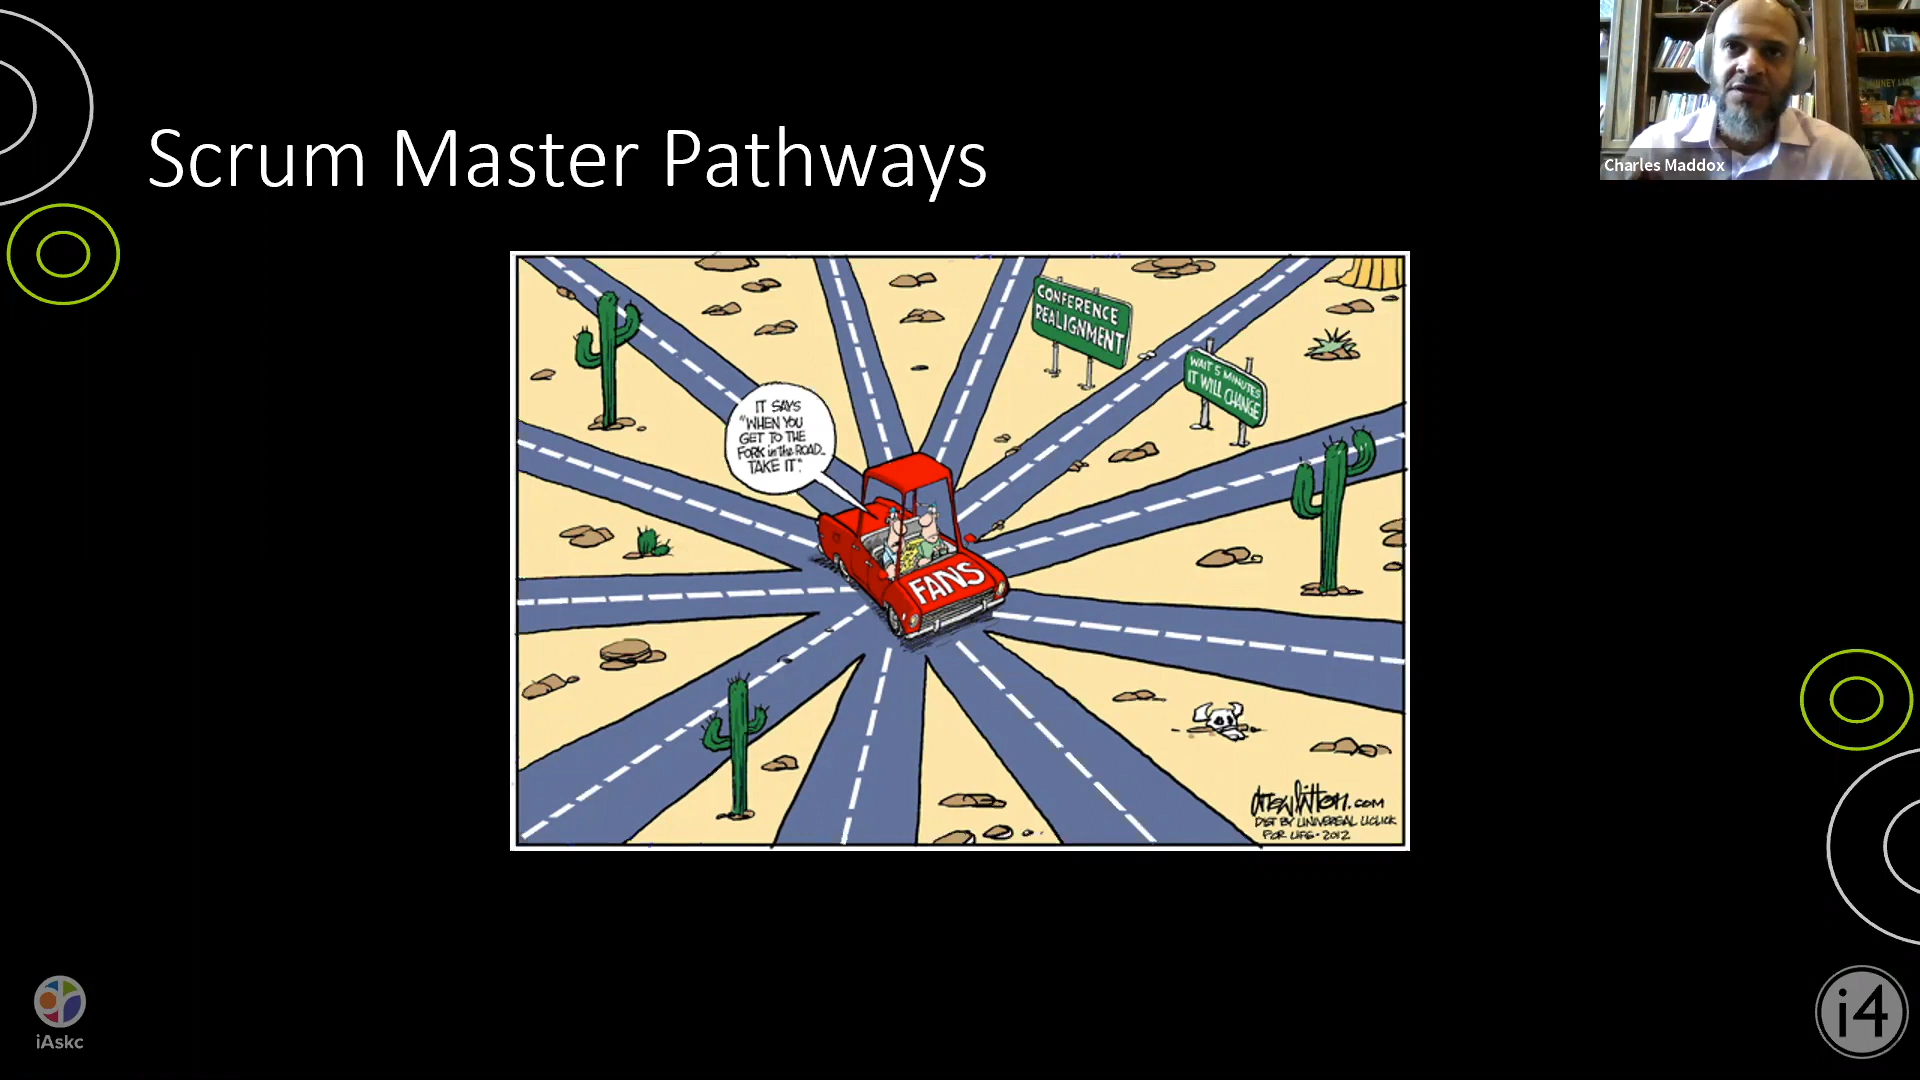 Scrum Master Pathways
Charles Maddox
CONFERENCE
REALIGNMENT
WAIT 5 MINUTES
IT WILL CHANGE
IT SAYS
"WHEN YOU
GET TO THE
FORK in the ROAD..
TAKE IT".
FANS
drewlitton.com
DIST BY UNIVERSAL UCLICK
FOR UFS · 2012
iAskc
i4